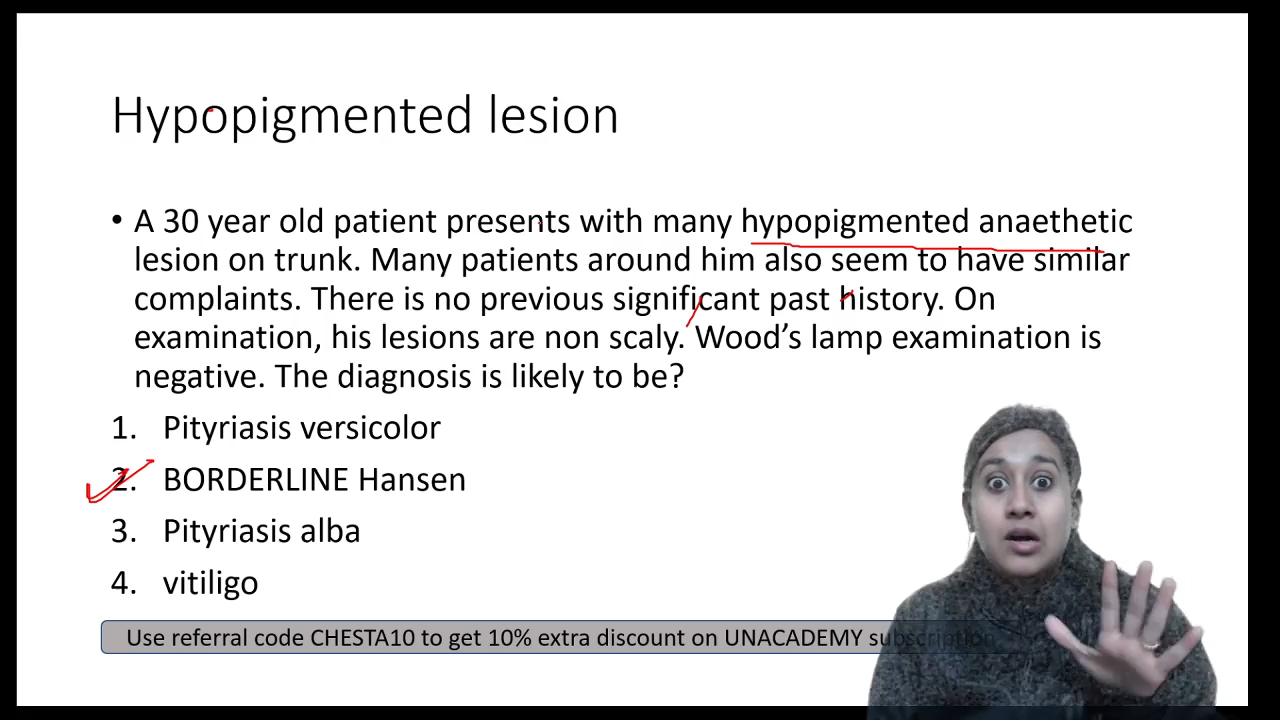 Hypopigmented lesion
• A 30 year old patient presents with many hypopigmented anaethetic
lesion on trunk. Many patients around him also seem to have similar
complaints. There is no previous significant past history. On
examination, his lesions are non scaly. Wood’s lamp examination is
negative. The diagnosis is likely to be?
1. Pityriasis versicolor
2. BORDERLINE Hansen
3. Pityriasis alba
4. vitiligo
Use referral code CHESTA10 to get 10% extra discount on UNACADEMY subscription